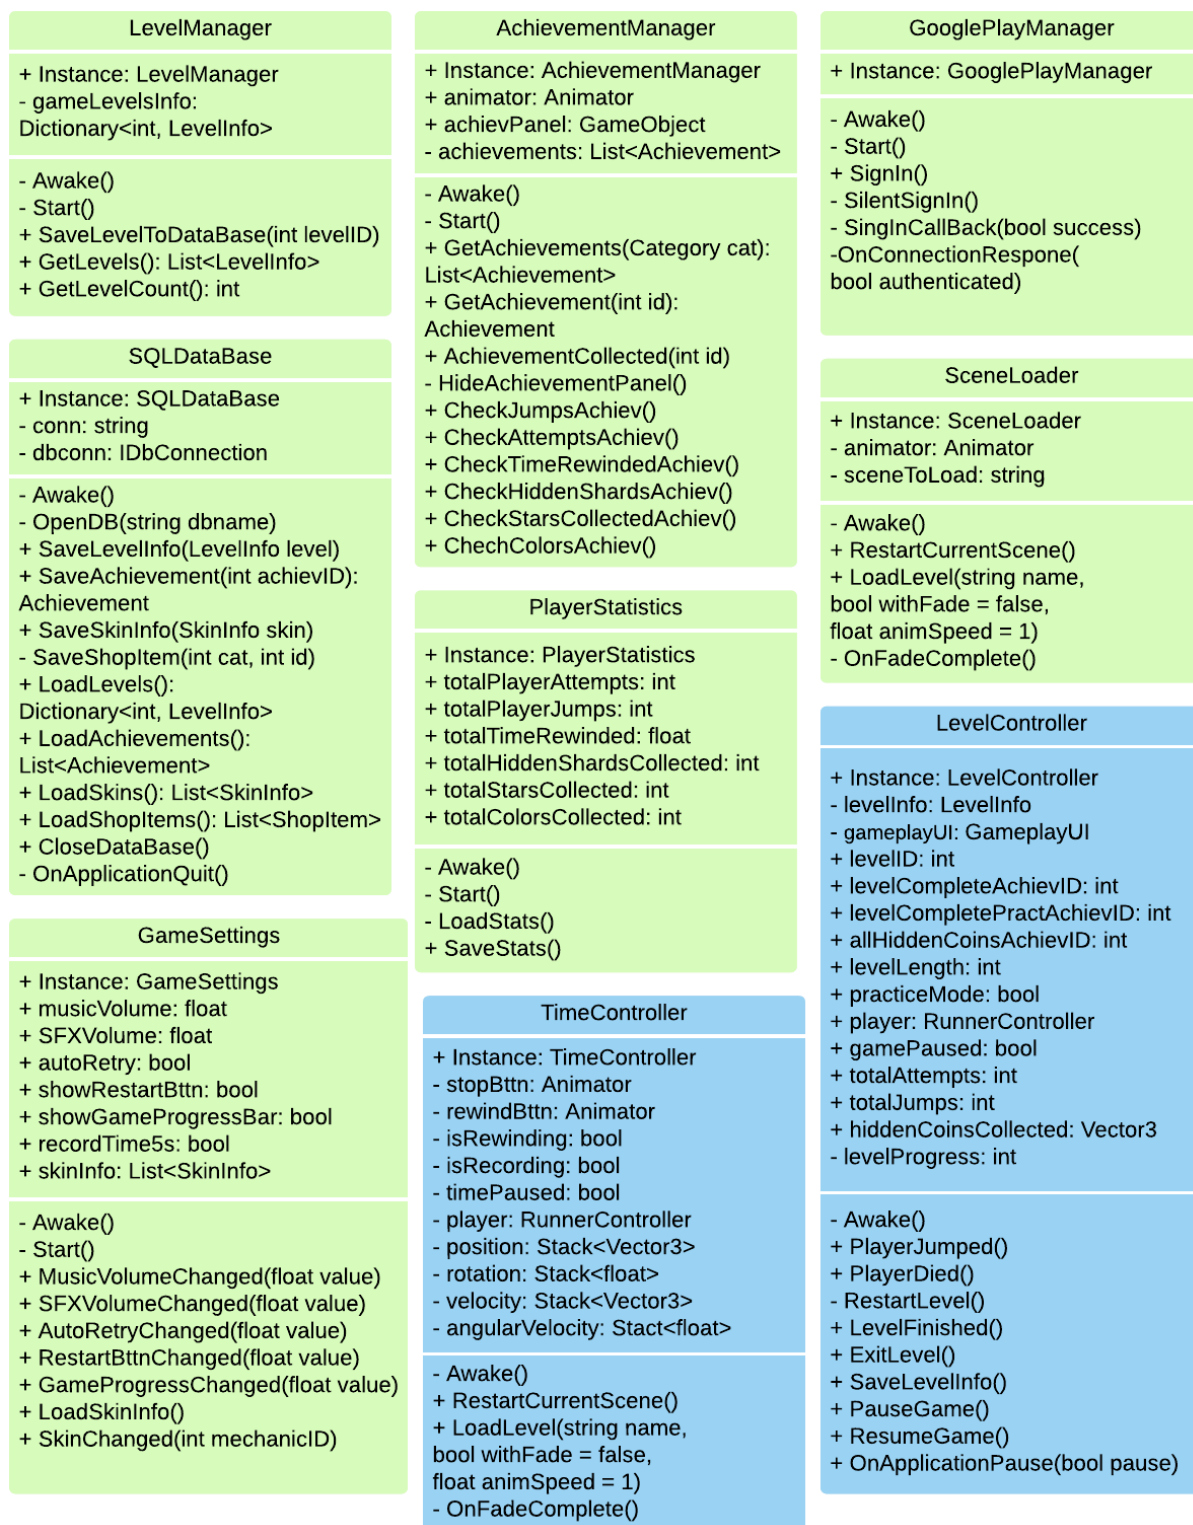 LevelManager
+ Instance: LevelManager
- gameLevelsInfo:
Dictionary<int, LevelInfo>
- Awake()
- Start()
+ SaveLevelToDataBase(int levelID)
+ GetLevels(): List<LevelInfo>
+ GetLevelCount(): int
SQLDataBase
+ Instance: SQLDataBase
- conn: string
- dbconn: IDbConnection
- Awake()
- OpenDB(string dbname)
+ SaveLevelInfo(LevelInfo level)
+ SaveAchievement(int achievID):
Achievement
+ SaveSkinInfo(SkinInfo skin)
- SaveShopItem(int cat, int id)
+ LoadLevels():
Dictionary<int, LevelInfo>
+ LoadAchievements():
List<Achievement>
+ LoadSkins(): List<SkinInfo>
+ LoadShopItems(): List<ShopItem>
+ CloseDataBase()
- OnApplicationQuit()
GameSettings
+ Instance: GameSettings
+ musicVolume: float
+ SFXVolume: float
+ autoRetry: bool
+ showRestartBttn: bool
+ showGameProgressBar: bool
+ recordTime5s: bool
+ skinInfo: List<SkinInfo>
- Awake()
- Start()
+ MusicVolumeChanged(float value)
+ SFXVolumeChanged(float value)
+ AutoRetryChanged(float value)
+ RestartBttnChanged(float value)
+ GameProgressChanged(float value)
+ LoadSkinInfo()
+ SkinChanged(int mechanicID)
AchievementManager
+ Instance: AchievementManager
+ animator: Animator
+ achievPanel: GameObject
- achievements: List<Achievement>
- Awake()
- Start()
+ GetAchievements(Category cat):
List<Achievement>
+ GetAchievement(int id):
Achievement
+ AchievementCollected(int id)
- HideAchievementPanel()
+ CheckJumpsAchiev()
+ CheckAttemptsAchiev()
+ CheckTimeRewindedAchiev()
+ CheckHiddenShardsAchiev()
+ CheckStarsCollectedAchiev()
+ ChechColorsAchiev()
PlayerStatistics
+ Instance: PlayerStatistics
+ totalPlayerAttempts: int
+ totalPlayerJumps: int
+ totalTimeRewinded: float
+ totalHiddenShardsCollected: int
+ totalStarsCollected: int
+ totalColorsCollected: int
- Awake()
- Start()
- LoadStats()
+ SaveStats()
TimeController
+ Instance: TimeController
- stopBttn: Animator
- rewindBttn: Animator
- isRewinding: bool
- isRecording: bool
- timePaused: bool
- player: RunnerController
- position: Stack<Vector3>
- rotation: Stack<float>
- velocity: Stack<Vector3>
- angularVelocity: Stact<float>
- Awake()
+ RestartCurrentScene()
+ LoadLevel(string name,
bool withFade = false,
float animSpeed = 1)
- OnFadeComplete()
GooglePlayManager
+ Instance: GooglePlayManager
- Awake()
- Start()
+ SignIn()
- SilentSignIn()
- SingInCallBack(bool success)
-OnConnectionRespone(
bool authenticated)
SceneLoader
+ Instance: SceneLoader
- animator: Animator
- sceneToLoad: string
- Awake()
+ RestartCurrentScene()
+ LoadLevel(string name,
bool withFade = false,
float animSpeed = 1)
- OnFadeComplete()
LevelController
+ Instance: LevelController
- levelInfo: LevelInfo
- gameplayUI: GameplayUI
+ levelID: int
+ levelCompleteAchievID: int
+ levelCompletePractAchievID: int
+ allHiddenCoinsAchievID: int
+ levelLength: int
+ practiceMode: bool
+ player: RunnerController
+ gamePaused: bool
+ totalAttempts: int
+ totalJumps: int
+ hiddenCoinsCollected: Vector3
- levelProgress: int
- Awake()
+ PlayerJumped()
+ PlayerDied()
- RestartLevel()
+ LevelFinished()
+ ExitLevel()
+ SaveLevelInfo()
+ PauseGame()
+ ResumeGame()
+ OnApplicationPause(bool pause)